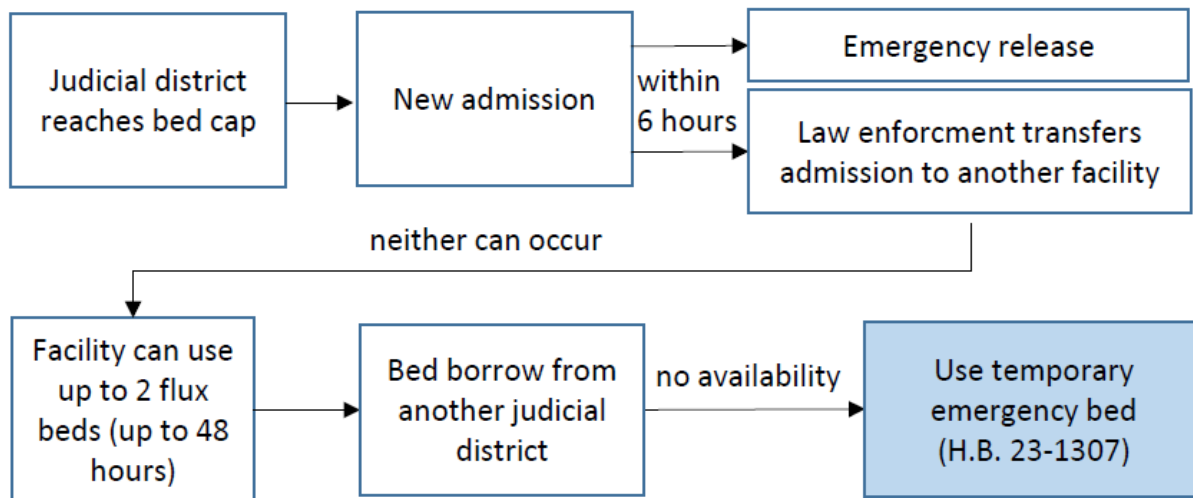 Judicial district
reaches bed cap
New admission
within
6 hours
Emergency release
Law enforcment transfers
admission to another facility
neither can occur
Facility can use
up to 2 flux
beds (up to 48
hours)
Bed borrow from
another judicial
district
no availability
Use temporary
emergency bed
(H.B. 23-1307)